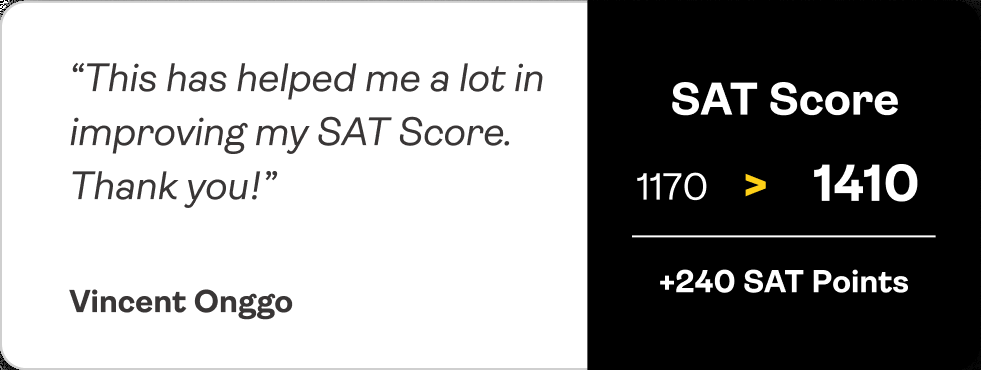 “This has helped me a lot in
improving my SAT Score.
Thank you!”
Vincent Onggo
SAT Score
1170 > 1410
+240 SAT Points